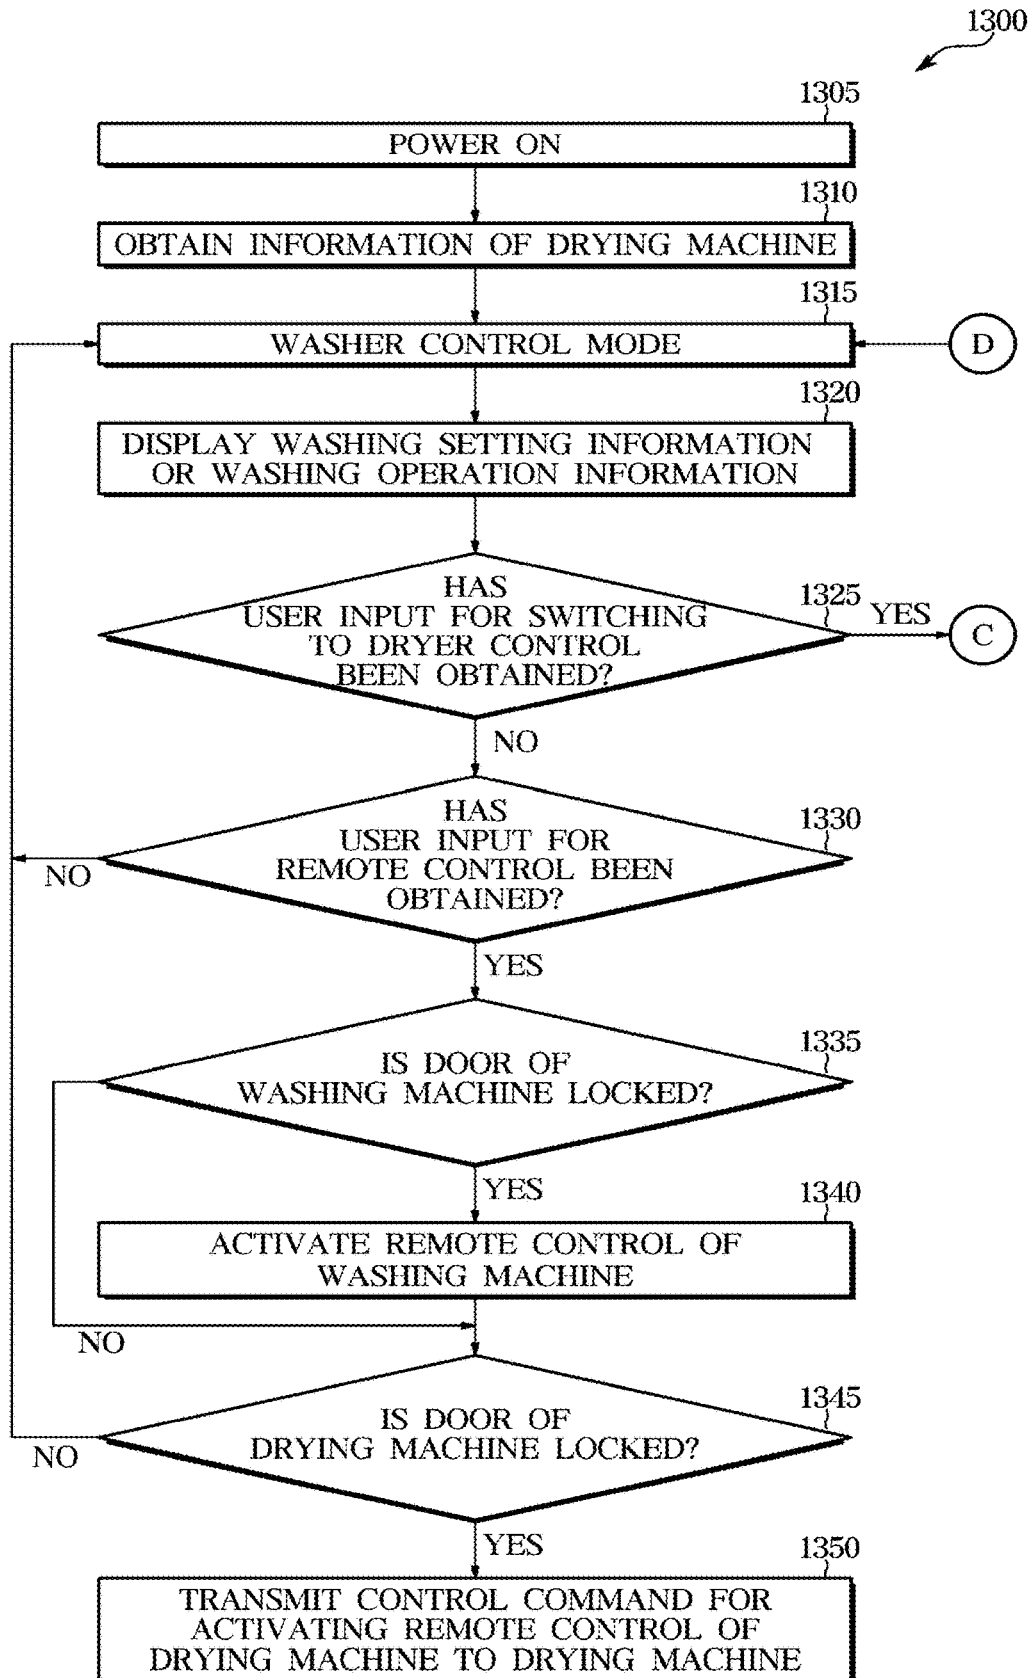 1300
1305
POWER ON
1310
OBTAIN INFORMATION OF DRYING MACHINE
1315
WASHER CONTROL MODE
D
1320
DISPLAY WASHING SETTING INFORMATION
OR WASHING OPERATION INFORMATION
HAS
USER INPUT FOR SWITCHING
TO DRYER CONTROL
BEEN OBTAINED?
1325
YES
C
NO
HAS
USER INPUT FOR
REMOTE CONTROL BEEN
OBTAINED?
1330
NO
YES
IS DOOR OF
WASHING MACHINE LOCKED?
1335
YES
1340
ACTIVATE REMOTE CONTROL OF
WASHING MACHINE
NO
IS DOOR OF
DRYING MACHINE LOCKED?
1345
NO
YES
1350
TRANSMIT CONTROL COMMAND FOR
ACTIVATING REMOTE CONTROL OF
DRYING MACHINE TO DRYING MACHINE